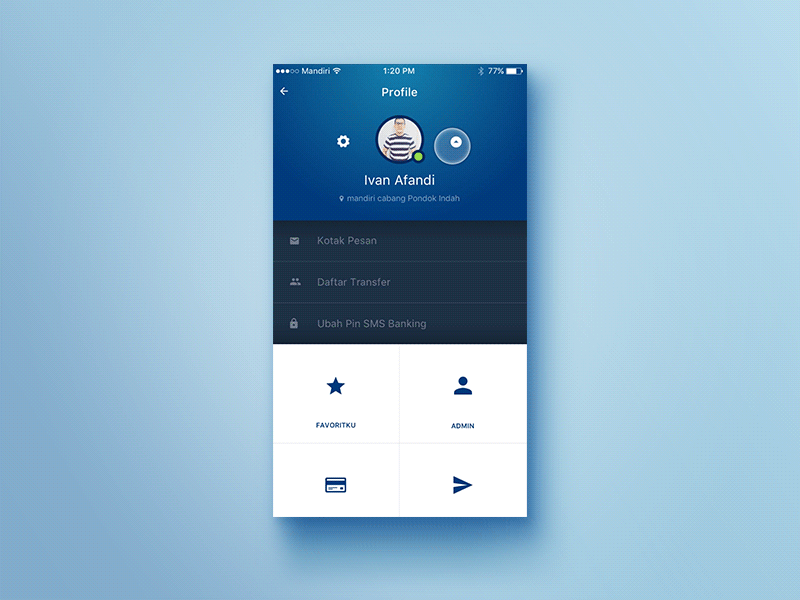 Mandiri 1:20 PM 77%
Profile
Ivan Afandi
mandiri cabang Pondok Indah
Kotak Pesan
Daftar Transfer
Ubah Pin SMS Banking
FAVORITKU ADMIN